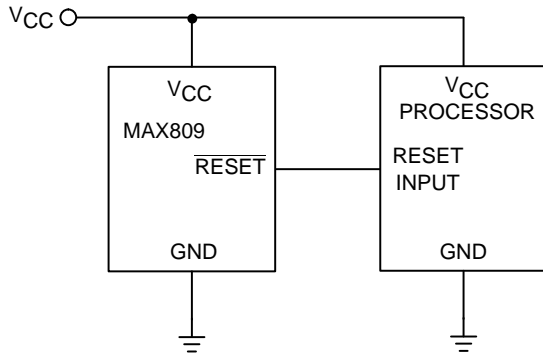 VCC
VCC
MAX809
RESET
GND
VCC
PROCESSOR
RESET
INPUT
GND